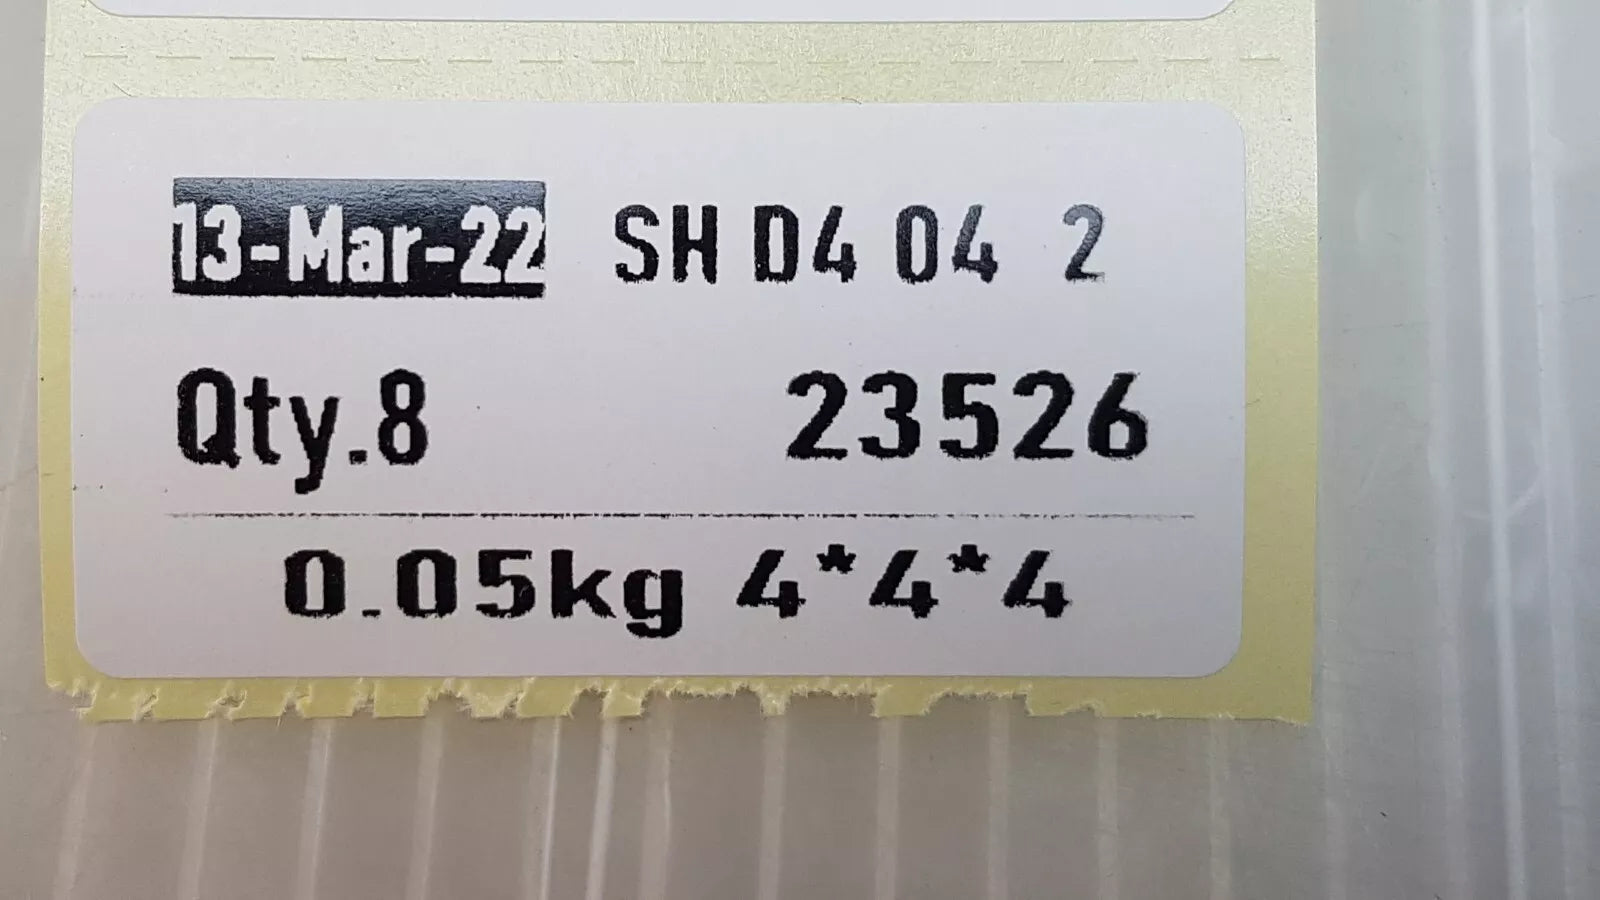 13-Mar-22 SH D4 04 2
Qty.8 23526
0.05kg 4*4*4